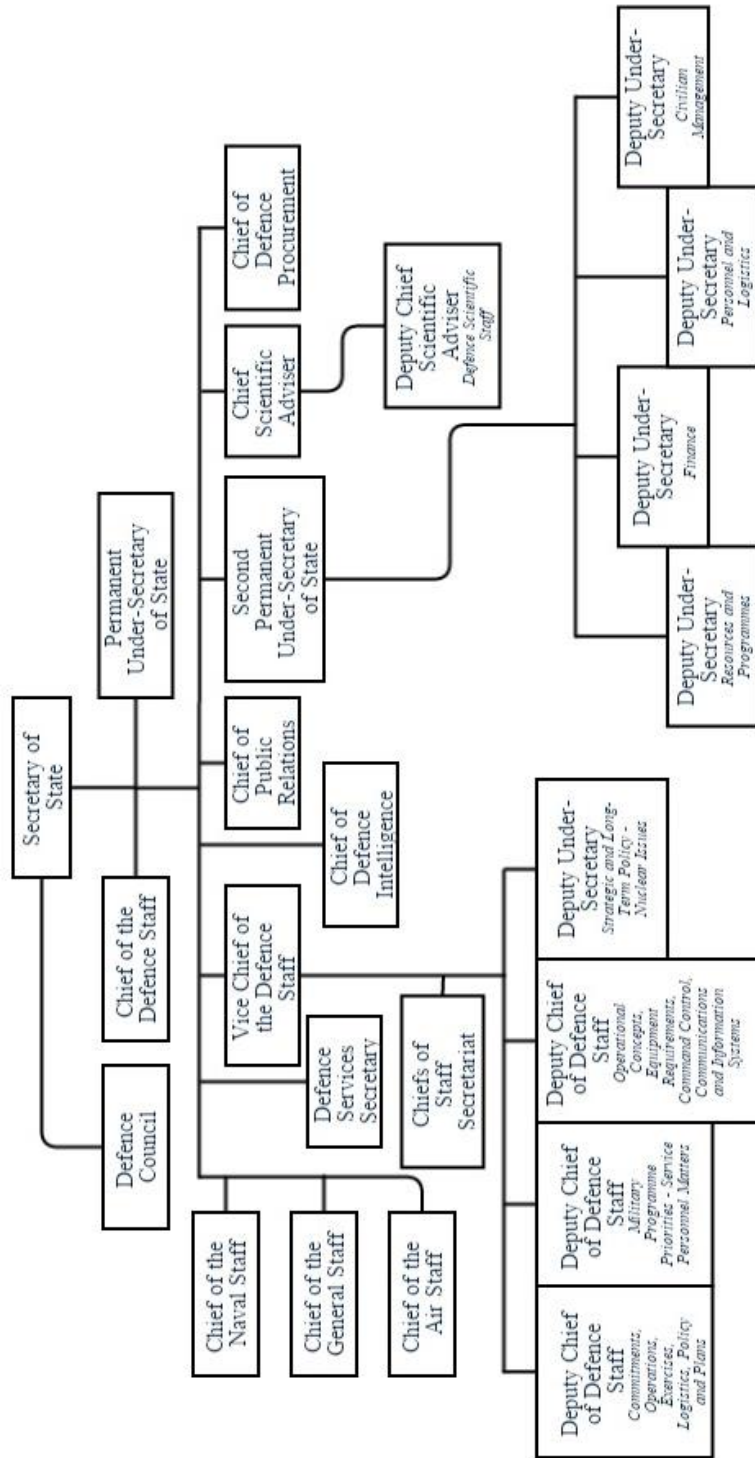 Secretary of
State
Defence
Council
Chief of the
Defence Staff
Permanent
Under-Secretary
of State
Chief of the
Naval Staff
Chief of the
General Staff
Chief of the
Air Staff
Defence
Services
Secretary
Vice Chief of
the Defence
Staff
Chief of
Defence
Intelligence
Chief of
Public
Relations
Second
Permanent
Under-Secretary
of State
Chief
Scientific
Adviser
Chief of
Defence
Procurement
Chiefs of
Staff
Secretariat
Deputy Chief
Scientific
Adviser
Defence Scientific
Staff
Deputy Chief
of Defence
Staff
Commitments,
Operations,
Exercises,
Logistics, Policy
and Plans
Deputy Chief
of Defence
Staff
Military
Programme
Priorities - Service
Personnel Matters
Deputy Chief
of Defence
Staff
Operational
Concepts,
Equipment
Requirements,
Command Control,
Communications
and Information
Systems
Deputy Under-
Secretary
Strategic and Long-
Term Policy -
Nuclear Issues
Deputy Under-
Secretary
Resources and
Programmes
Deputy Under-
Secretary
Finance
Deputy Under-
Secretary
Personnel and
Logistics
Deputy Under-
Secretary
Civilian
Management